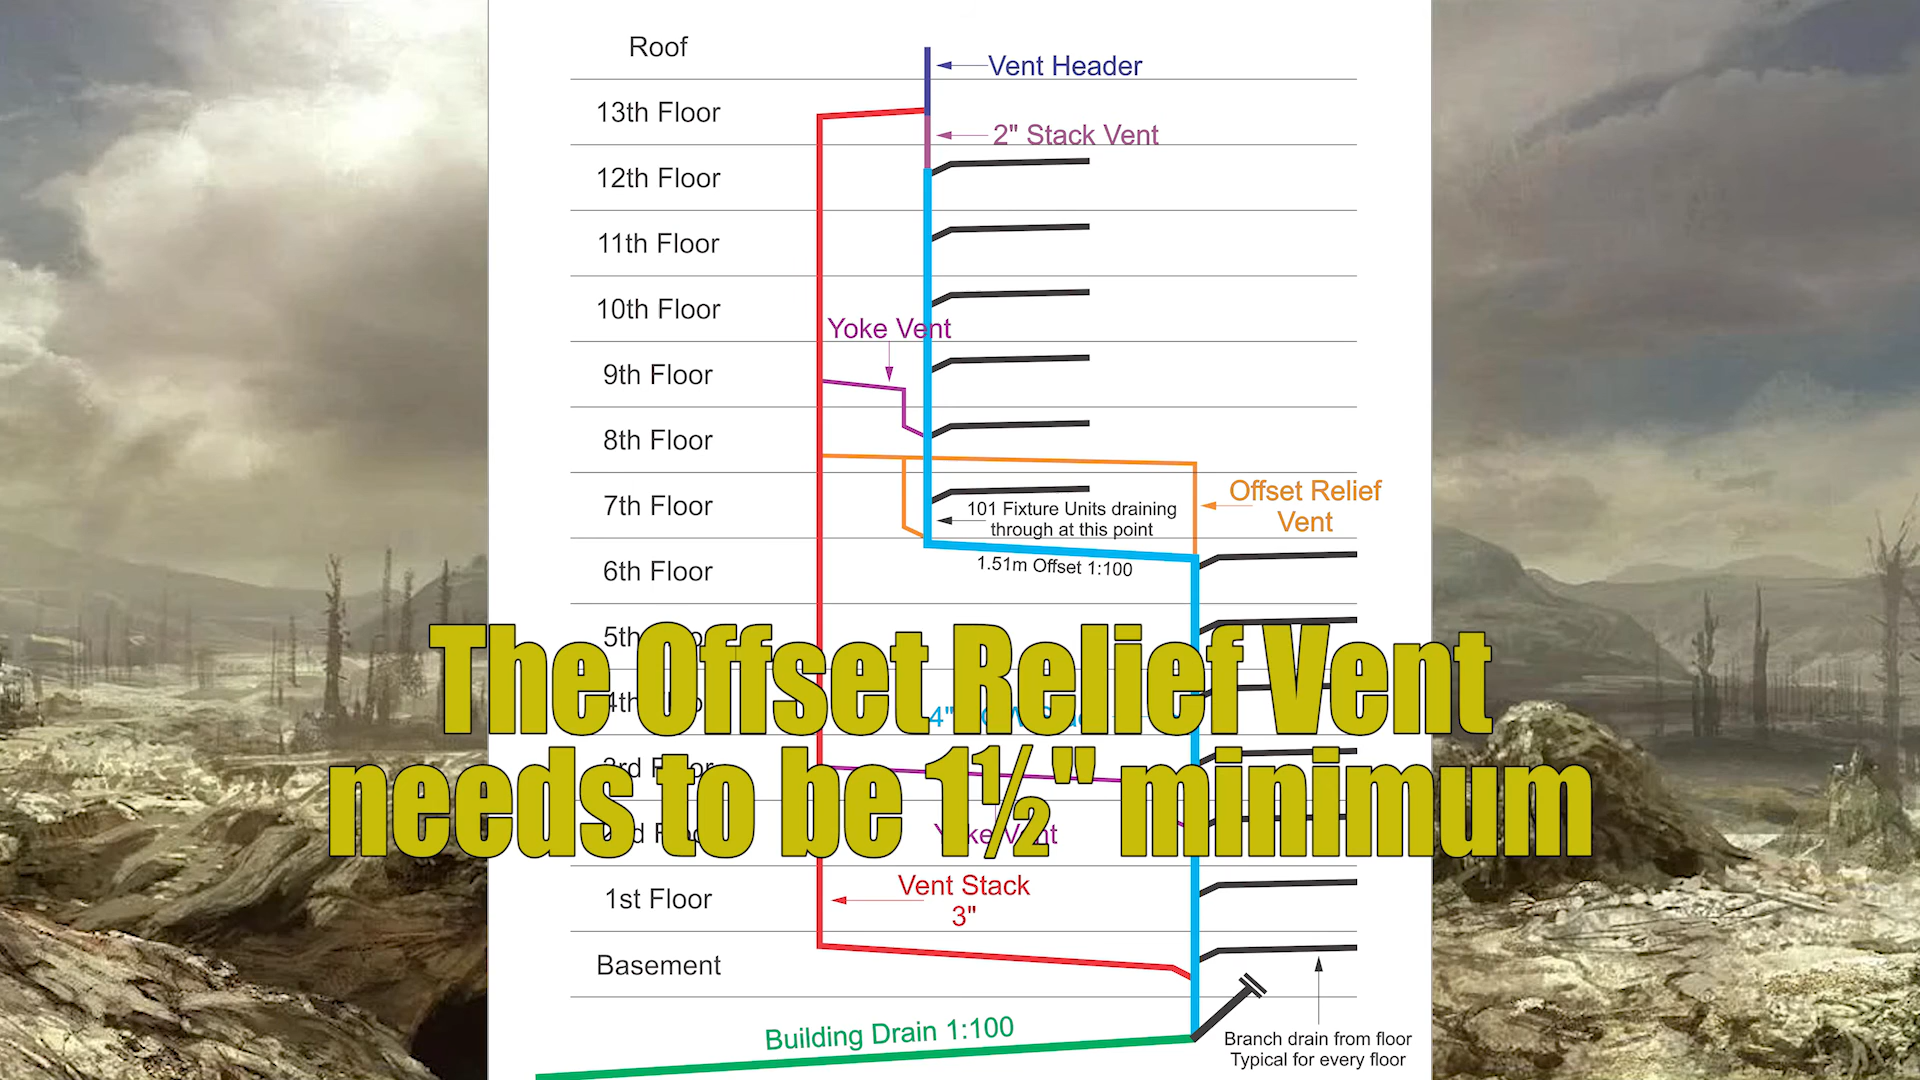 Roof
Vent Header
13th Floor
2" Stack Vent
12th Floor
11th Floor
10th Floor
Yoke Vent
9th Floor
8th Floor
7th Floor
Offset Relief
Vent
101 Fixture Units draining
through at this point
6th Floor
1.51m Offset 1:100
The Offset Relief Vent
needs to be 1½" minimum
1st Floor
Vent Stack
3"
Basement
Building Drain 1:100
Branch drain from floor
Typical for every floor